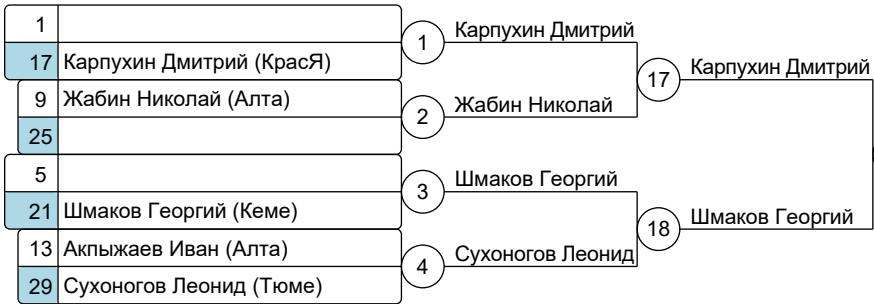 1
17 Карпухин Дмитрий (КрасЯ)
1
Карпухин Дмитрий
9 Жабин Николай (Алта)
25
2
Жабин Николай
17
Карпухин Дмитрий
5
21 Шмаков Георгий (Кеме)
3
Шмаков Георгий
13 Акпыжаев Иван (Алта)
29 Сухоногов Леонид (Тюме)
4
Сухоногов Леонид
18
Шмаков Георгий